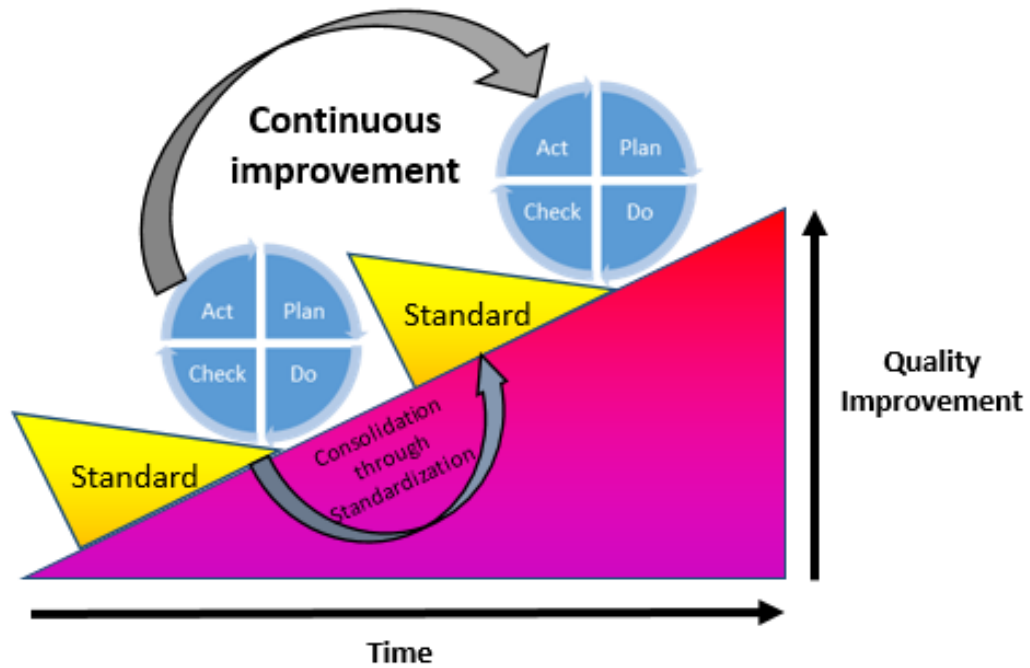 Continuous
improvement
Act
Plan
Check
Do
Act
Plan
Check
Do
Standard
Standard
Consolidation
through
Standardization
Quality
Improvement
Time